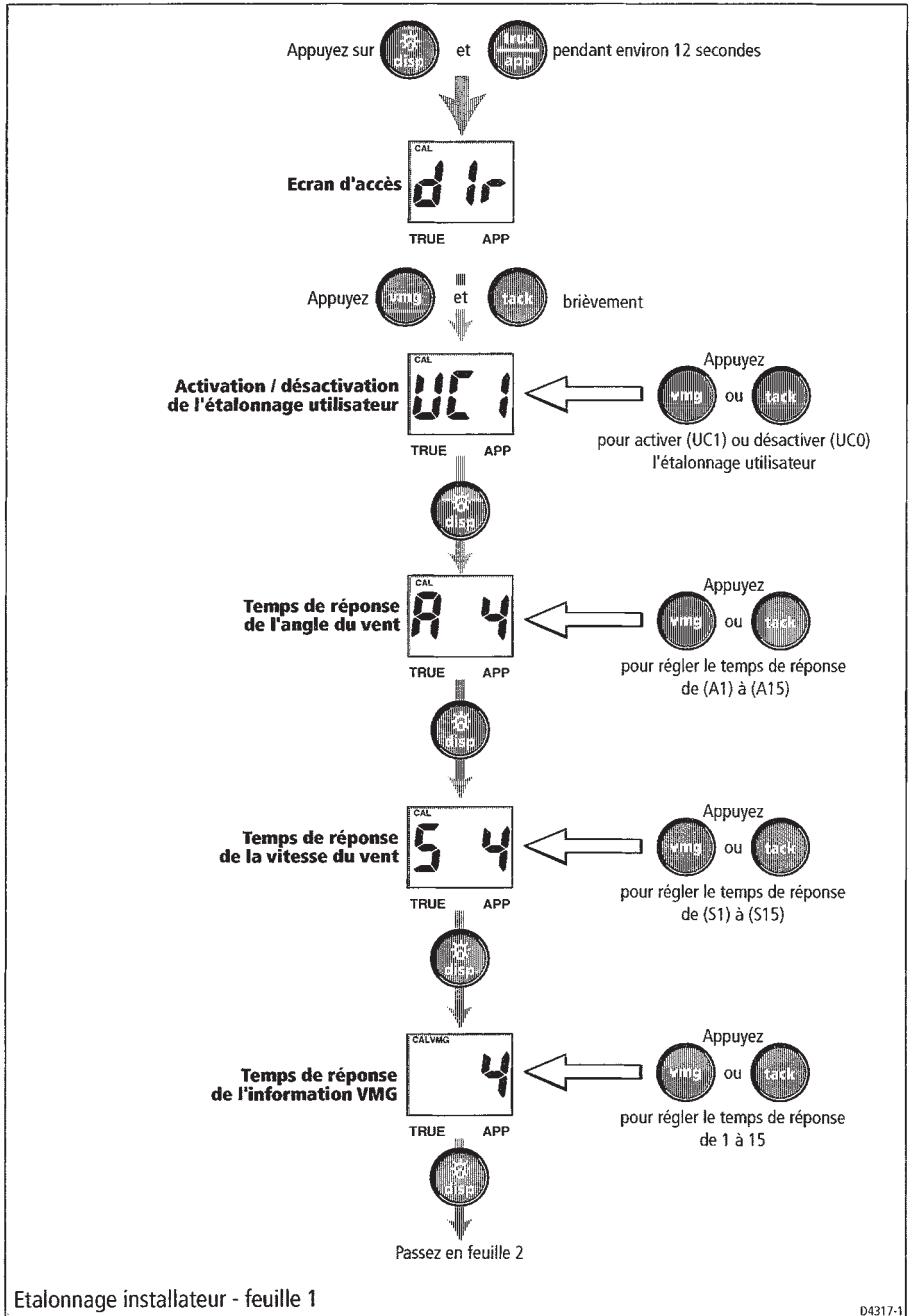 Appuyez sur disp et true app pendant environ 12 secondes
CAL
Ecran d'accès dIr
TRUE APP
Appuyez vmg et tack brièvement
Activation / désactivation
de l'étalonnage utilisateur
CAL
UC1
TRUE APP
Appuyez
vmg ou tack
pour activer (UC1) ou désactiver (UC0)
l'étalonnage utilisateur
disp
Temps de réponse
de l'angle du vent
CAL
A 4
TRUE APP
Appuyez
vmg ou tack
pour régler le temps de réponse
de (A1) à (A15)
disp
Temps de réponse
de la vitesse du vent
CAL
S 4
TRUE APP
Appuyez
vmg ou tack
pour régler le temps de réponse
de (S1) à (S15)
disp
Temps de réponse
de l'information VMG
CALVMG
4
TRUE APP
Appuyez
vmg ou tack
pour régler le temps de réponse
de 1 à 15
disp
Passez en feuille 2
Etalonnage installateur - feuille 1
D4317-1